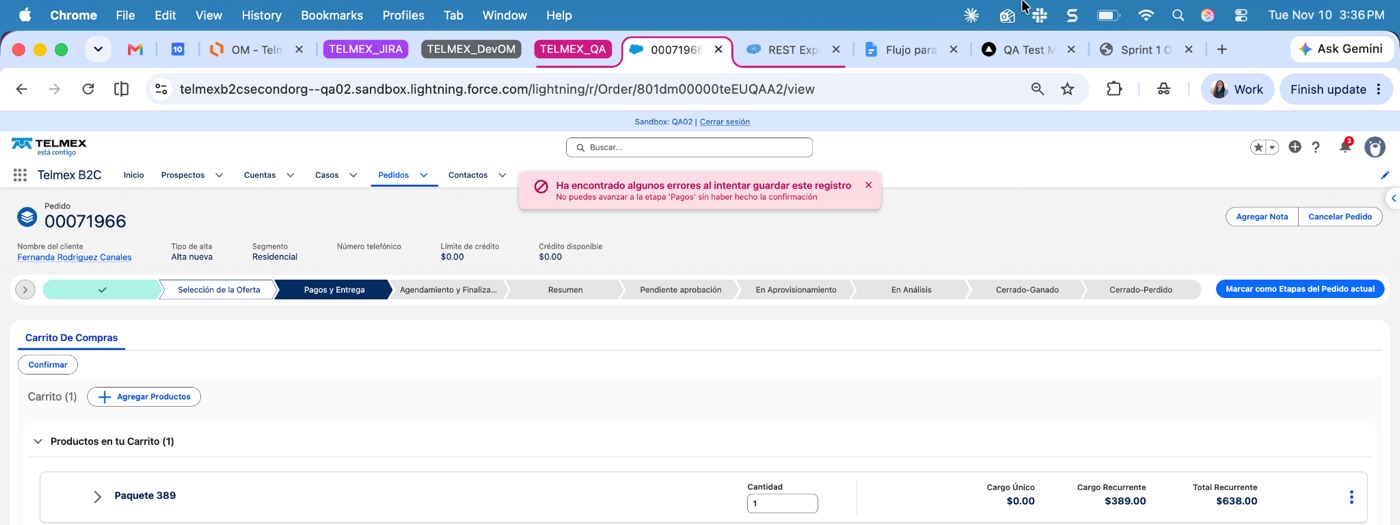 Chrome File Edit View History Bookmarks Profiles Tab Window Help Tue Nov 10 3:36 PM
10 OM - Teln TELMEX_JIRA TELMEX_DevOM TELMEX_QA 00071966 REST Exp Flujo para QA Test M Sprint 1 O Ask Gemini
telmexb2csecondorg--qa02.sandbox.lightning.force.com/lightning/r/Order/801dm00000teEUQAA2/view Work Finish update
Sandbox: QA02 | Cerrar sesión
TELMEX
está contigo
Buscar...
3
Telmex B2C Inicio Prospectos Cuentas Casos Pedidos Contactos
Ha encontrado algunos errores al intentar guardar este registro
No puedes avanzar a la etapa 'Pagos' sin haber hecho la confirmación
Pedido
00071966
Agregar Nota Cancelar Pedido
Nombre del cliente Tipo de alta Segmento Número telefónico Límite de crédito Crédito disponible
Fernanda Rodriguez Canales Alta nueva Residencial $0.00 $0.00
Selección de la Oferta Pagos y Entrega Agendamiento y Finaliza... Resumen Pendiente aprobación En Aprovisionamiento En Análisis Cerrado-Ganado Cerrado-Perdido Marcar como Etapas del Pedido actual
Carrito De Compras
Confirmar
Carrito (1) Agregar Productos
Productos en tu Carrito (1)
Cantidad Cargo Único Cargo Recurrente Total Recurrente
Paquete 389 1 $0.00 $389.00 $638.00